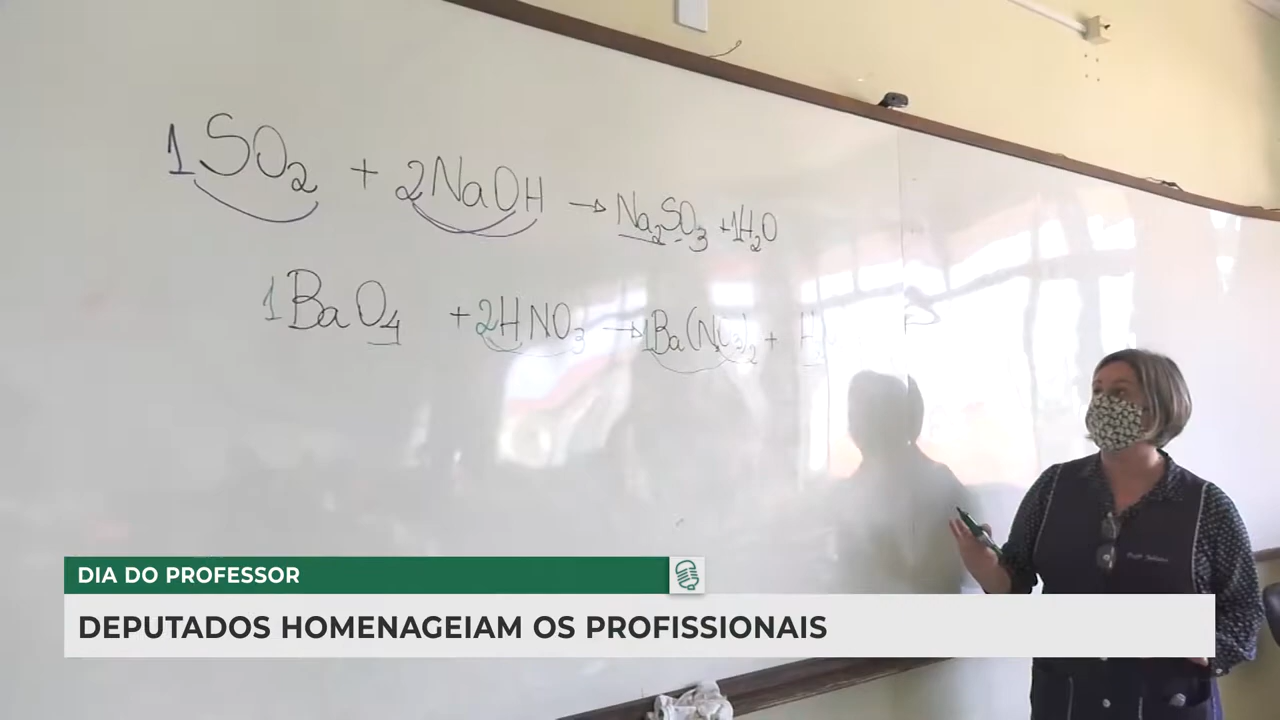 1SO₂ + 2NaOH → Na₂SO₃ + 1H₂O
1BaO₄ + 2HNO₃ → 1Ba(NO₃)₂ +
DIA DO PROFESSOR
DEPUTADOS HOMENAGEIAM OS PROFISSIONAIS